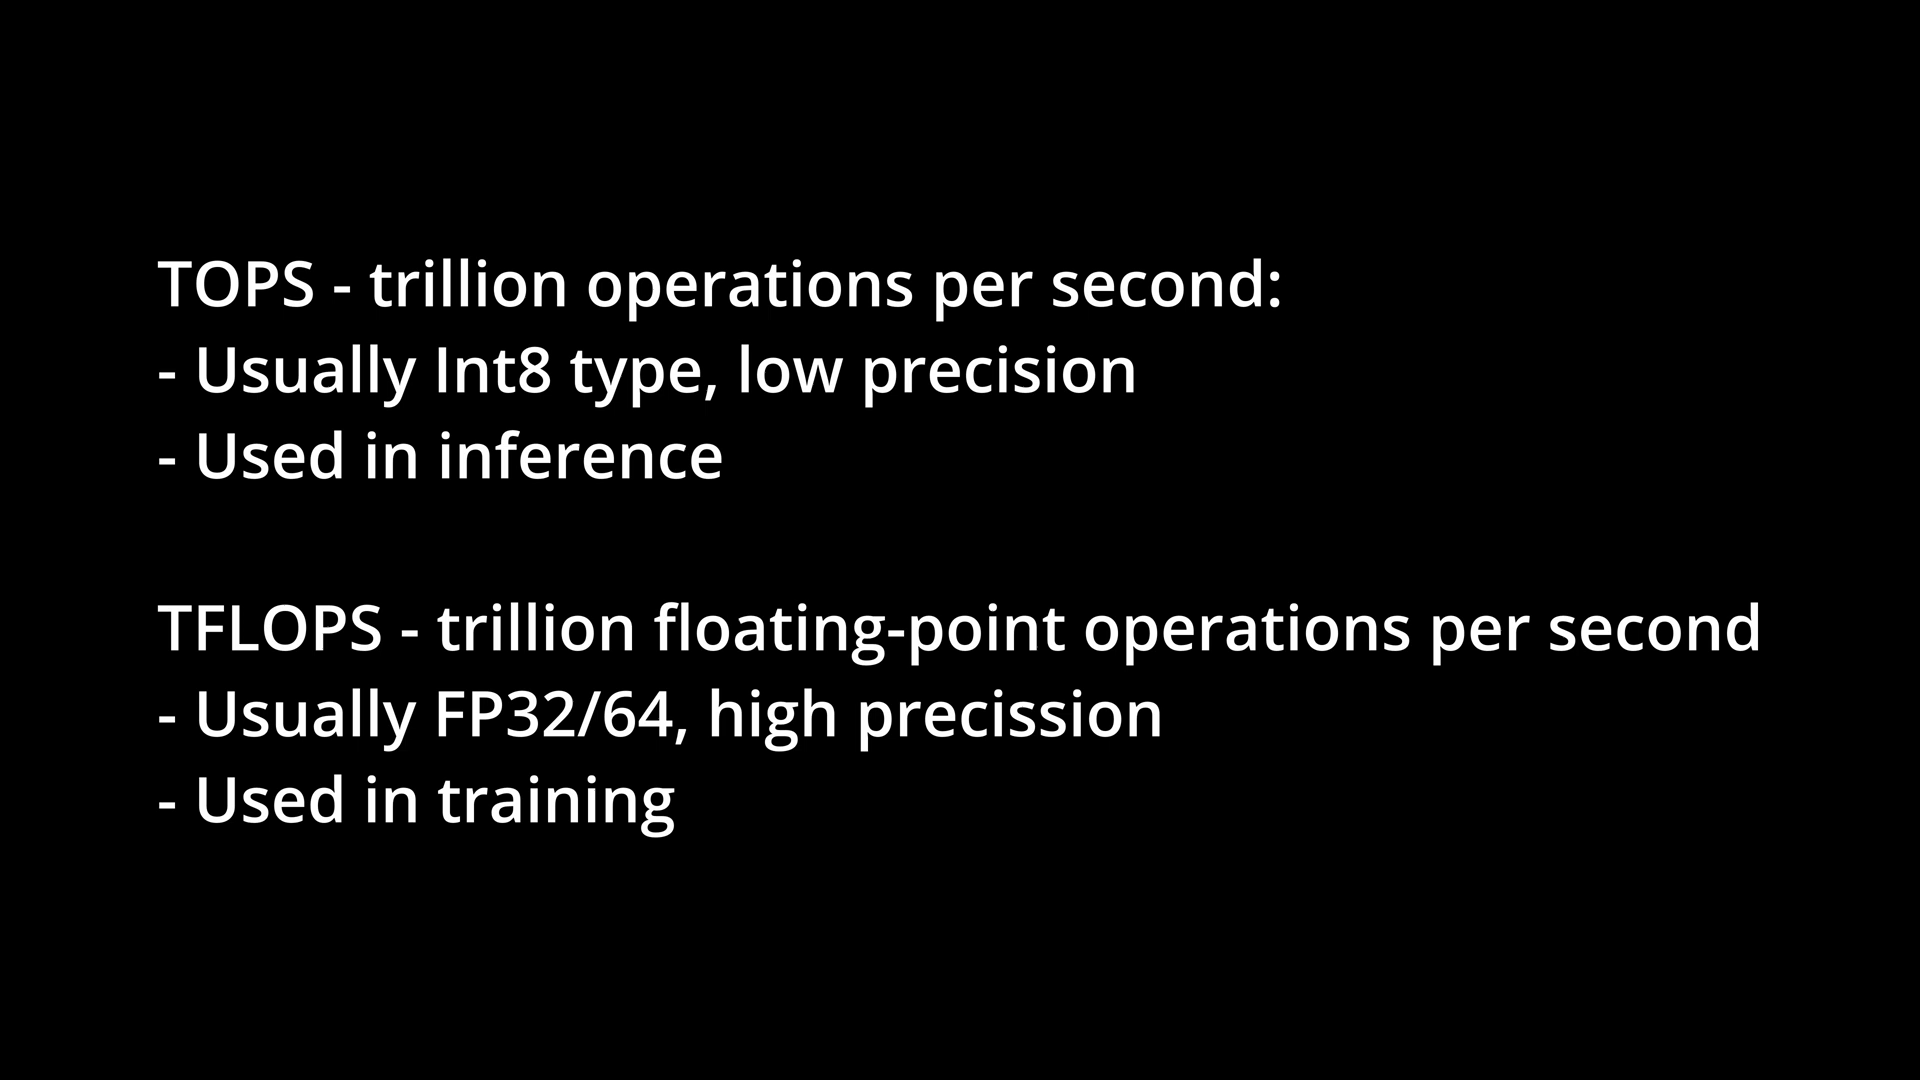 TOPS - trillion operations per second:
- Usually Int8 type, low precision
- Used in inference
TFLOPS - trillion floating-point operations per second
- Usually FP32/64, high precission
- Used in training